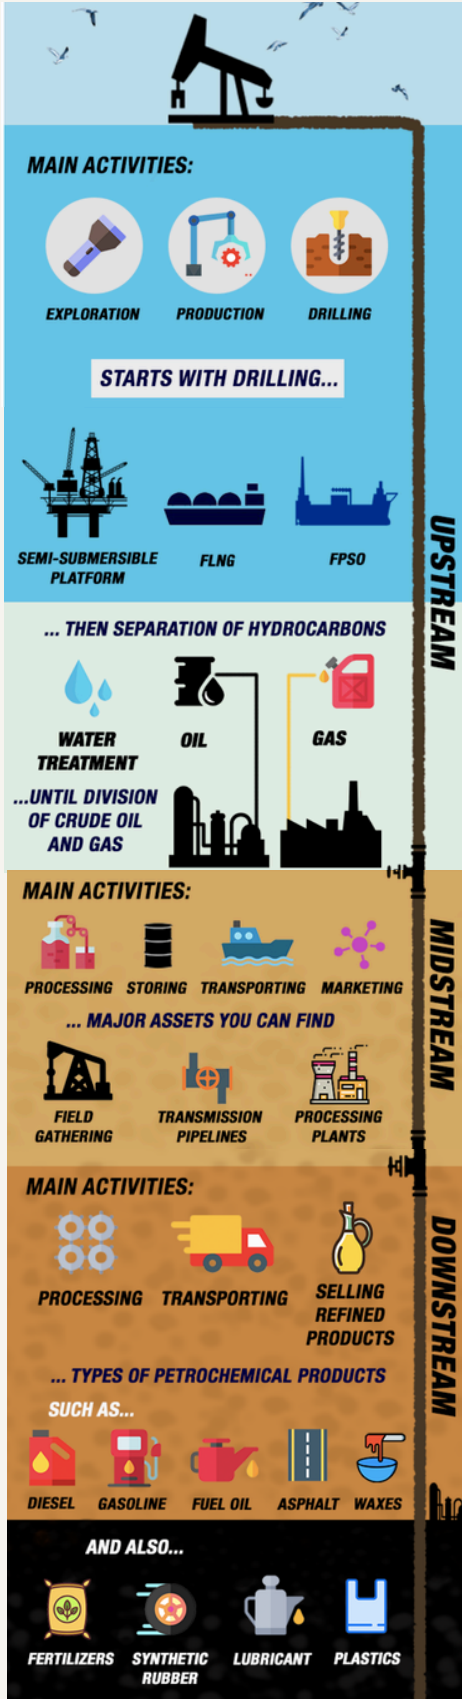 MAIN ACTIVITIES:
EXPLORATION
PRODUCTION
DRILLING
STARTS WITH DRILLING...
SEMI-SUBMERSIBLE
PLATFORM
FLNG
FPSO
UPSTREAM
... THEN SEPARATION OF HYDROCARBONS
WATER
TREATMENT
OIL
GAS
...UNTIL DIVISION
OF CRUDE OIL
AND GAS
MAIN ACTIVITIES:
PROCESSING
STORING
TRANSPORTING
MARKETING
MIDSTREAM
... MAJOR ASSETS YOU CAN FIND
FIELD
GATHERING
TRANSMISSION
PIPELINES
PROCESSING
PLANTS
MAIN ACTIVITIES:
PROCESSING
TRANSPORTING
SELLING
REFINED
PRODUCTS
DOWNSTREAM
... TYPES OF PETROCHEMICAL PRODUCTS
SUCH AS...
DIESEL
GASOLINE
FUEL OIL
ASPHALT
WAXES
AND ALSO...
FERTILIZERS
SYNTHETIC
RUBBER
LUBRICANT
PLASTICS